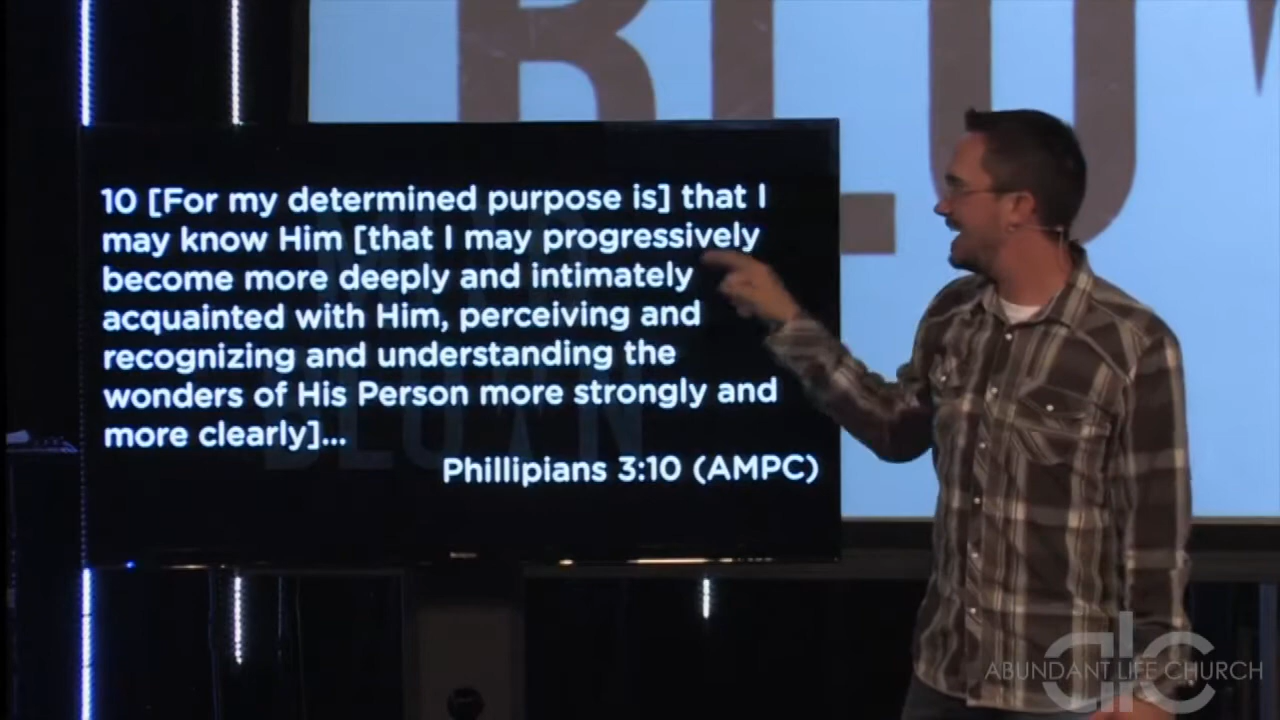 BLOW
10 [For my determined purpose is] that I
may know Him [that I may progressively
become more deeply and intimately
acquainted with Him, perceiving and
recognizing and understanding the
wonders of His Person more strongly and
more clearly]...
Phillipians 3:10 (AMPC)
alc
ABUNDANT LIFE CHURCH